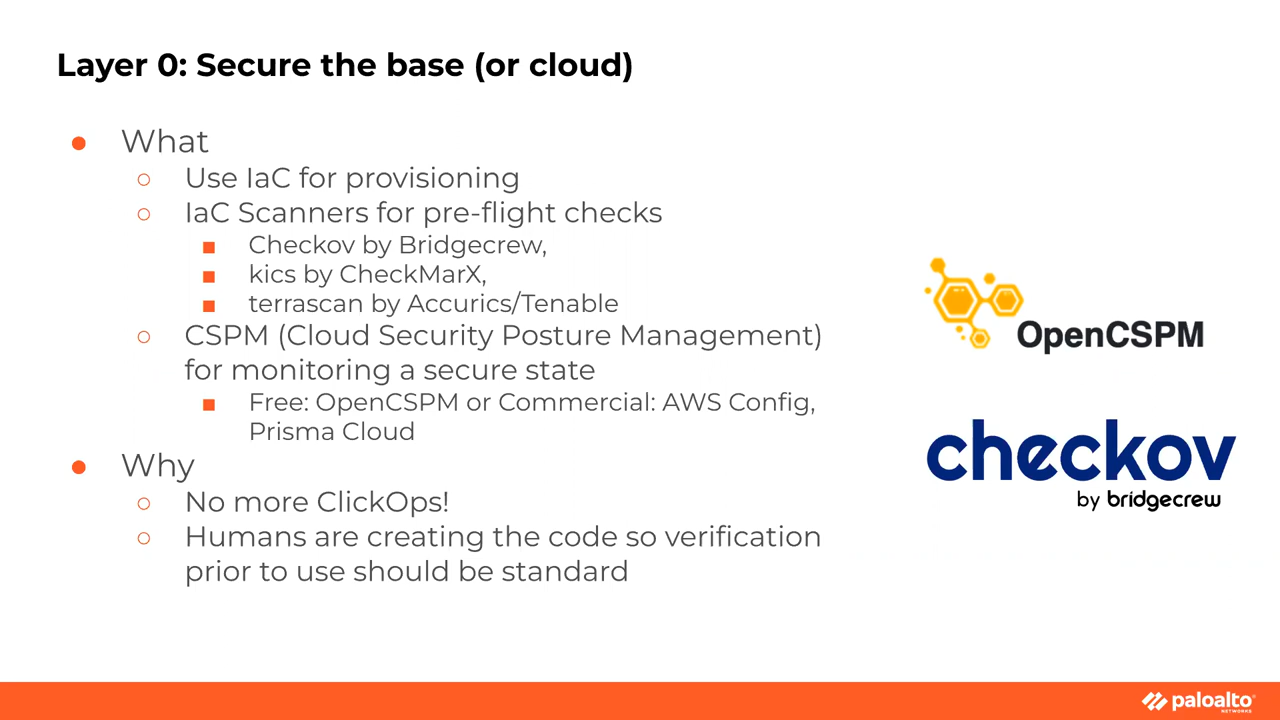 Layer 0: Secure the base (or cloud)
What
Use IaC for provisioning
IaC Scanners for pre-flight checks
Checkov by Bridgecrew,
kics by CheckMarX,
terrascan by Accurics/Tenable
CSPM (Cloud Security Posture Management)
for monitoring a secure state
Free: OpenCSPM or Commercial: AWS Config,
Prisma Cloud
Why
No more ClickOps!
Humans are creating the code so verification
prior to use should be standard
OpenCSPM
checkov
by bridgecrew
paloalto
NETWORKS